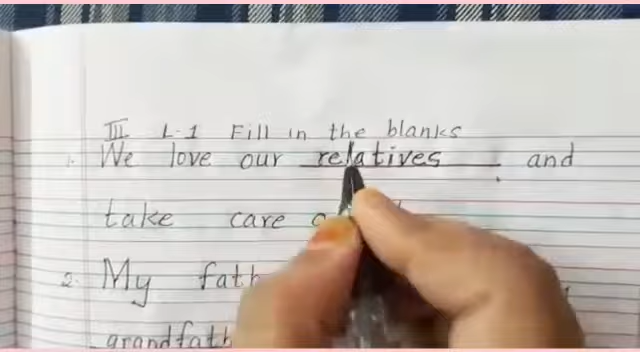 III L-1 Fill in the blanks
1. We love our relatives and
take care
2. My